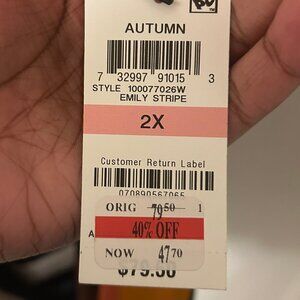 AUTUMN
7 32997 91015 3
STYLE 100077026W
EMILY STRIPE
2X
Customer Return Label
070890567065
ORIG 79.50 1
40% OFF
A
NOW 47.70
$79.50